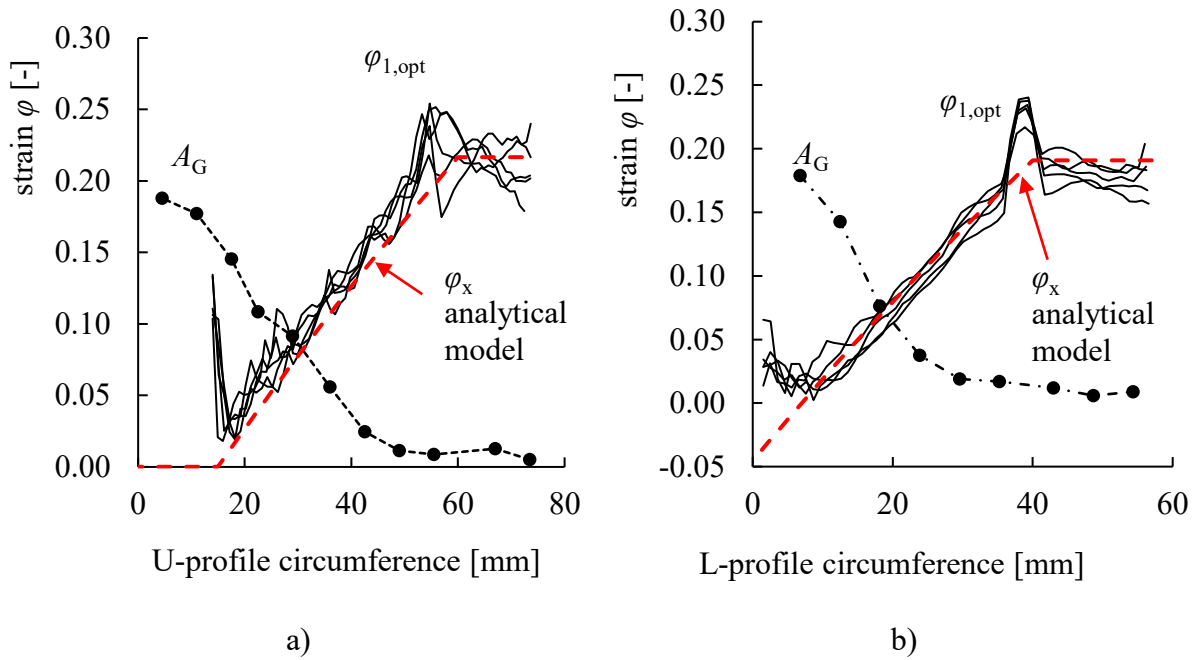 0.30
0.25
0.20
0.15
0.10
0.05
0.00
strain φ [-]
φ1,opt
AG
φx
analytical
model
0
20
40
60
80
U-profile circumference [mm]
a)
0.30
0.25
0.20
0.15
0.10
0.05
0.00
-0.05
strain φ [-]
φ1,opt
AG
φx
analytical
model
0
20
40
60
L-profile circumference [mm]
b)